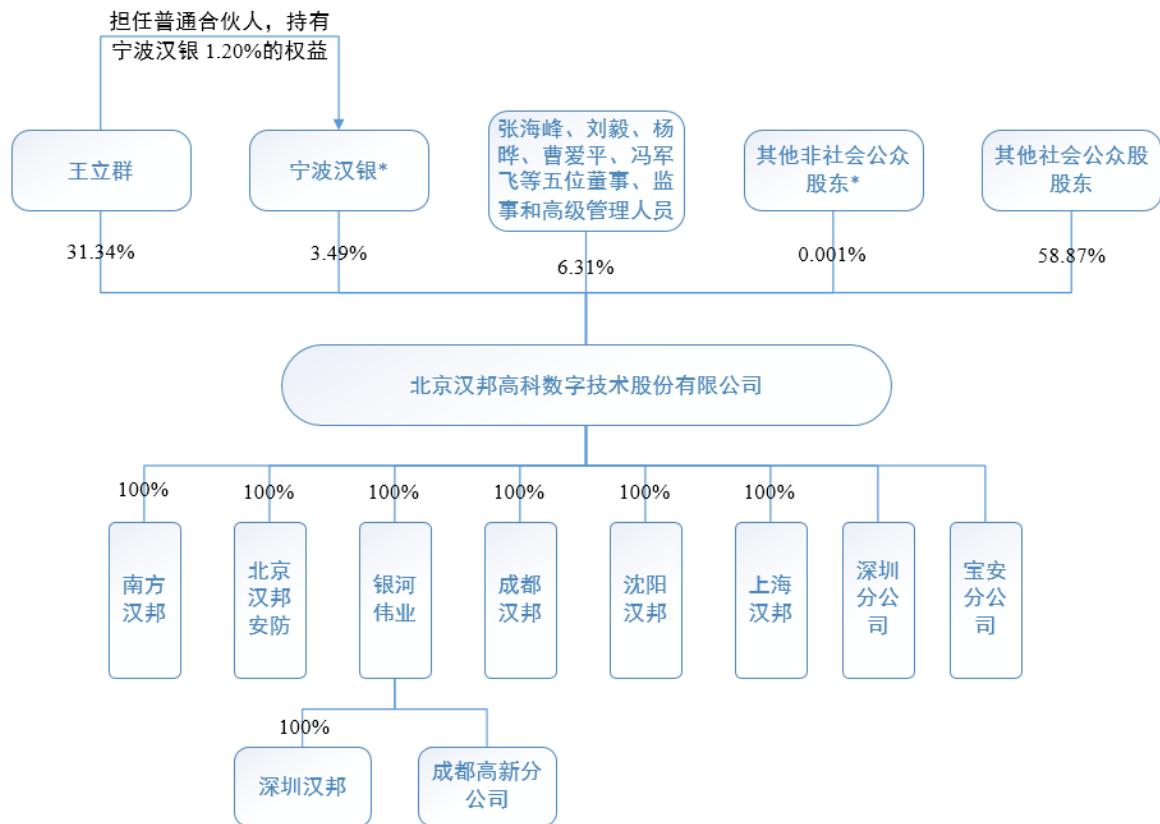 担任普通合伙人，持有
宁波汉银 1.20%的权益
王立群
宁波汉银*
张海峰、刘毅、杨
晔、曹爱平、冯军
飞等五位董事、监
事和高级管理人员
其他非社会公众
股股东*
其他社会公众股
股东
31.34%
3.49%
6.31%
0.001%
58.87%
北京汉邦高科数字技术股份有限公司
100%
100%
100%
100%
100%
100%
南方
汉邦
北京
汉邦
安防
银河
伟业
成都
汉邦
沈阳
汉邦
上海
汉邦
深圳
分公
司
宝安
分公
司
100%
深圳汉邦
成都高新分
公司